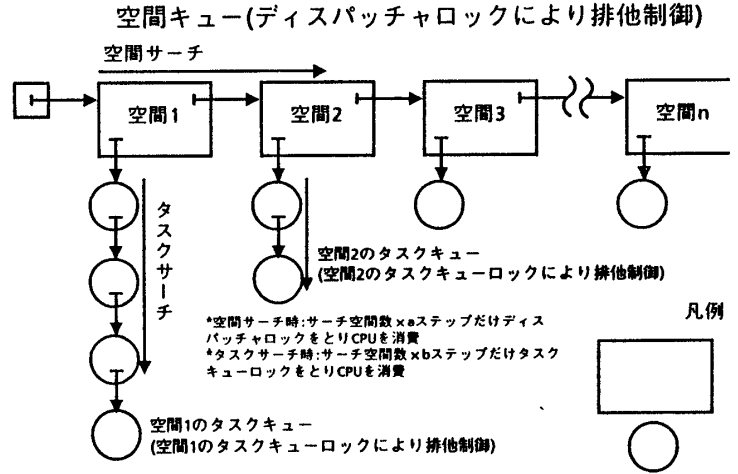 空間キュー(ディスパッチャロックにより排他制御)
空間サーチ
空間1
空間2
空間3
空間n
タスクサーチ
空間2のタスクキュー
(空間2のタスクキューロックにより排他制御)
*空間サーチ時:サーチ空間数×aステップだけディス
パッチャロックをとりCPUを消費
*タスクサーチ時:サーチ空間数×bステップだけタスク
キューロックをとりCPUを消費
凡例
空間1のタスクキュー
(空間1のタスクキューロックにより排他制御)